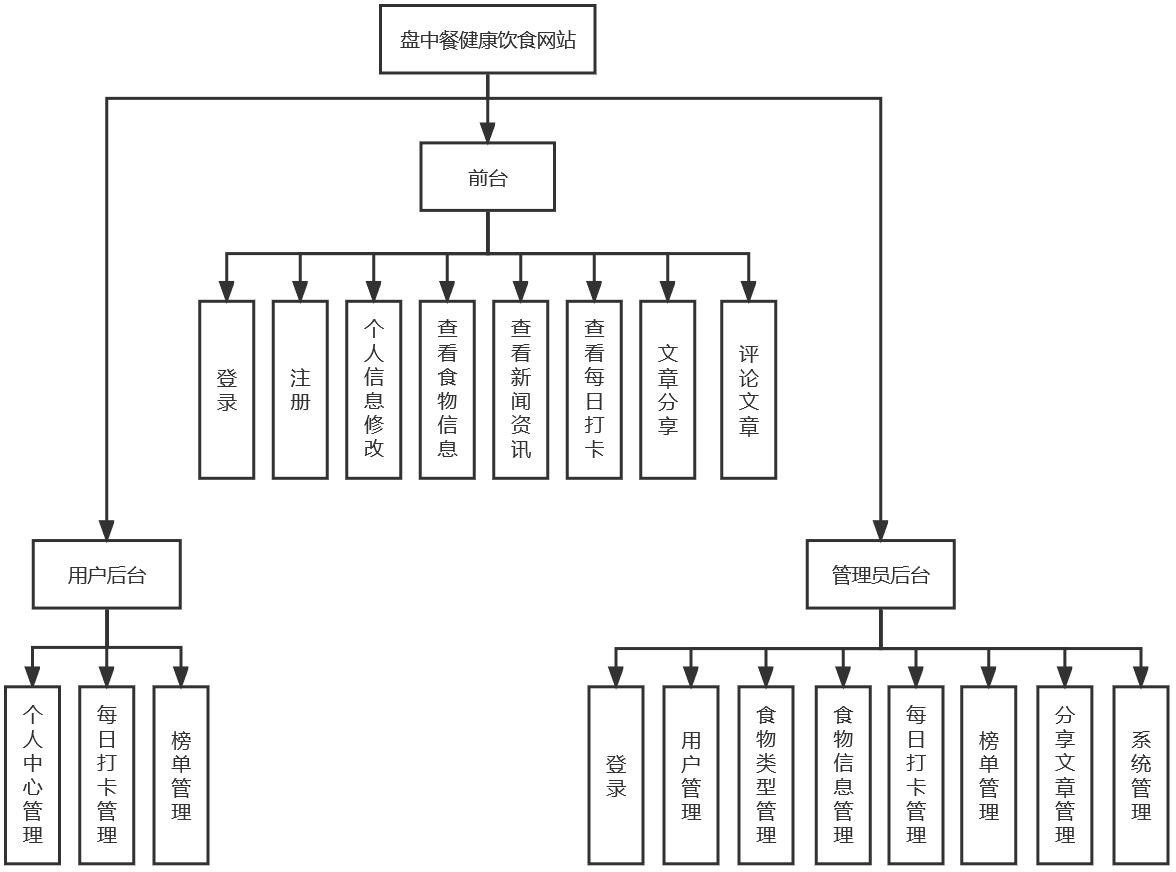 盘中餐健康饮食网站
前台
登录
注册
个人信息修改
查看食物信息
查看新闻资讯
查看每日打卡
文章分享
评论文章
用户后台
管理员后台
个人中心管理
每日打卡管理
榜单管理
登录
用户管理
食物类型管理
食物信息管理
每日打卡管理
榜单管理
分享文章管理
系统管理